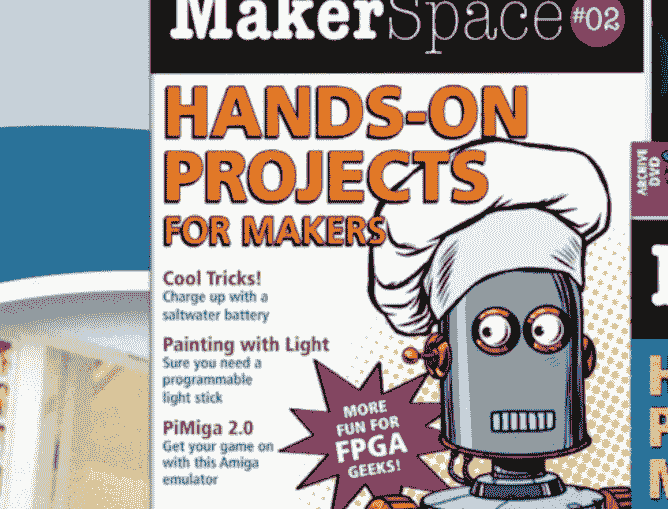 MakerSpace #02
HANDS-ON
PROJECTS
FOR MAKERS
Cool Tricks!
Charge up with a
saltwater battery
Painting with Light
Sure you need a
programmable
light stick
PiMiga 2.0
Get your game on
with this Amiga
emulator
MORE
FUN FOR
FPGA
GEEKS!
ARCHIVE
DVD